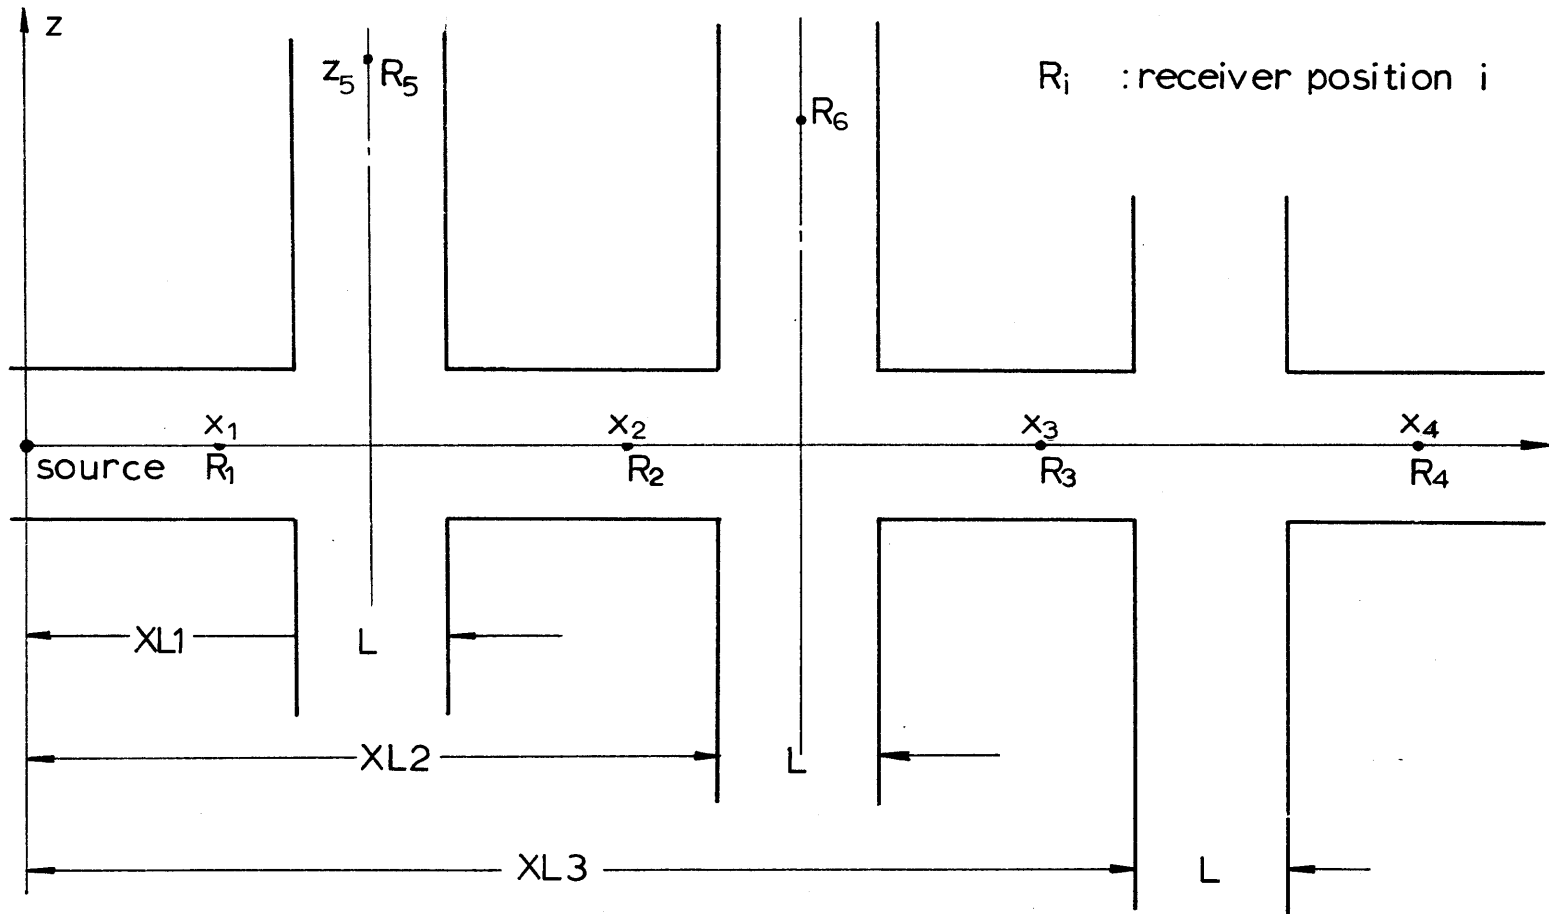 z
z₅ R₅
Rᵢ : receiver position i
R₆
x₁
x₂
x₃
x₄
source
R₁
R₂
R₃
R₄
XL1
L
XL2
L
XL3
L